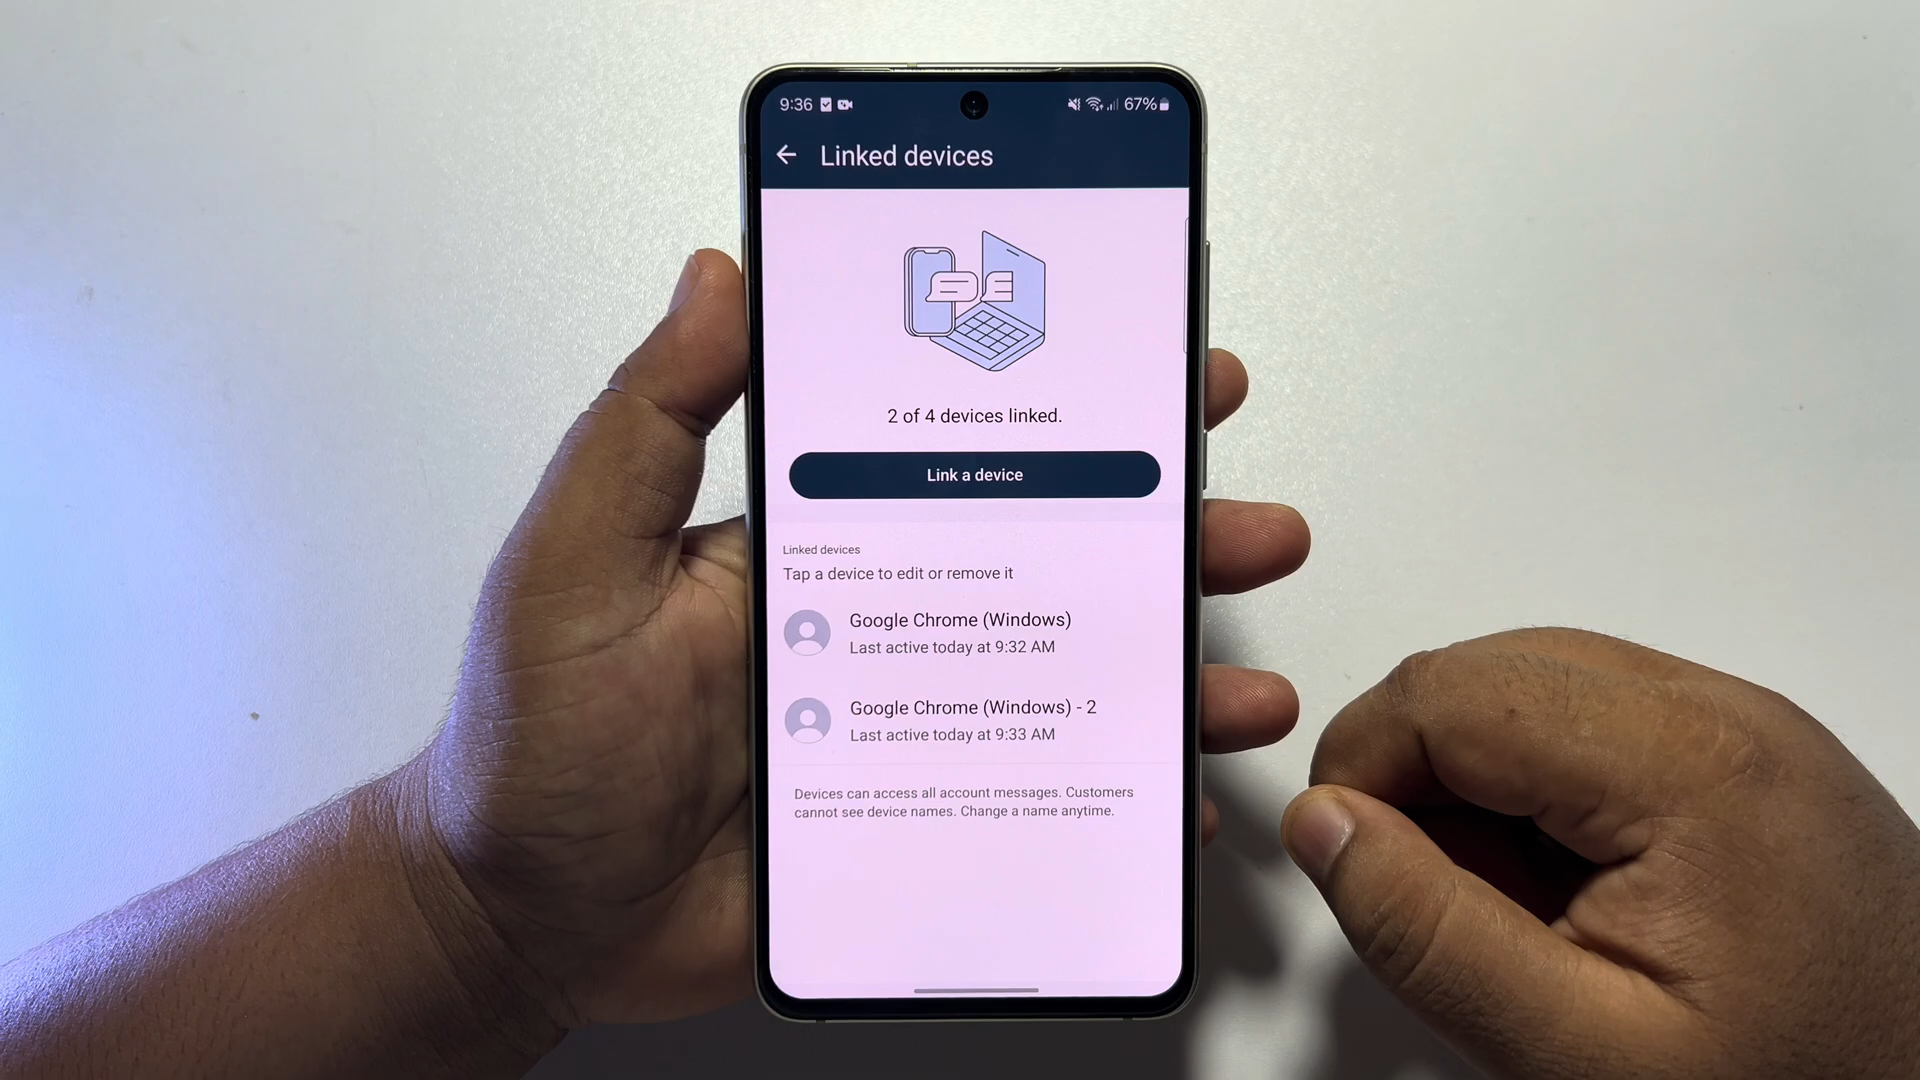 9:36 67%
Linked devices
2 of 4 devices linked.
Link a device
Linked devices
Tap a device to edit or remove it
Google Chrome (Windows)
Last active today at 9:32 AM
Google Chrome (Windows) - 2
Last active today at 9:33 AM
Devices can access all account messages. Customers
cannot see device names. Change a name anytime.